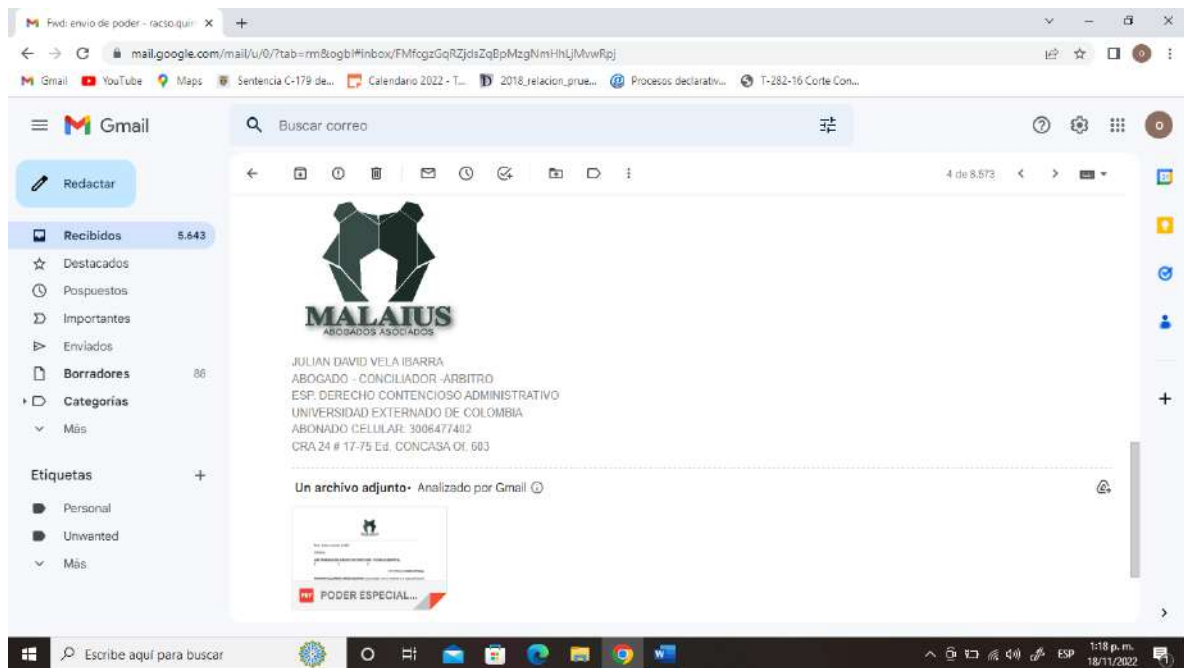 Fwd: envio de poder - racso.quin
mail.google.com/mail/u/0/?tab=rm&ogbl#inbox/FMfcgzGqRZjdsZqBpMzgNmHhLjMvwRpj
Gmail YouTube Maps Sentencia C-179 de... Calendario 2022 - T... 2018_relacion_prue... Procesos declarativ... T-282-16 Corte Con...
Gmail
Buscar correo
O
Redactar
4 de 8.573
Recibidos 5.643
Destacados
Pospuestos
Importantes
Enviados
Borradores 86
Categorías
Más
Etiquetas
Personal
Unwanted
Más
MALAIUS
ABOGADOS ASOCIADOS
JULIAN DAVID VELA IBARRA
ABOGADO - CONCILIADOR -ARBITRO
ESP. DERECHO CONTENCIOSO ADMINISTRATIVO
UNIVERSIDAD EXTERNADO DE COLOMBIA
ABONADO CELULAR: 3006477402
CRA 24 # 17-75 Ed. CONCASA Of. 603
Un archivo adjunto• Analizado por Gmail
PDF PODER ESPECIAL...
Escribe aquí para buscar
ESP
1:18 p. m.
18/11/2022